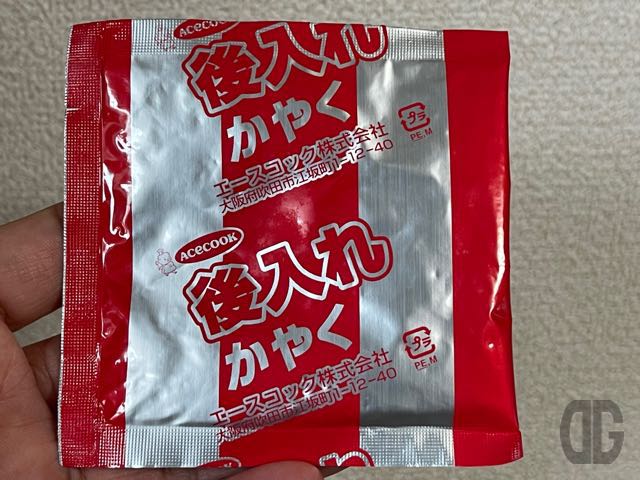 ACECOOK
後入れ
かやく
エースコック株式会社
大阪府吹田市江坂町1-12-40
プラ
PE,M
ACECOOK
後入れ
かやく
エースコック株式会社
大阪府吹田市江坂町1-12-40
プラ
PE,M
DG